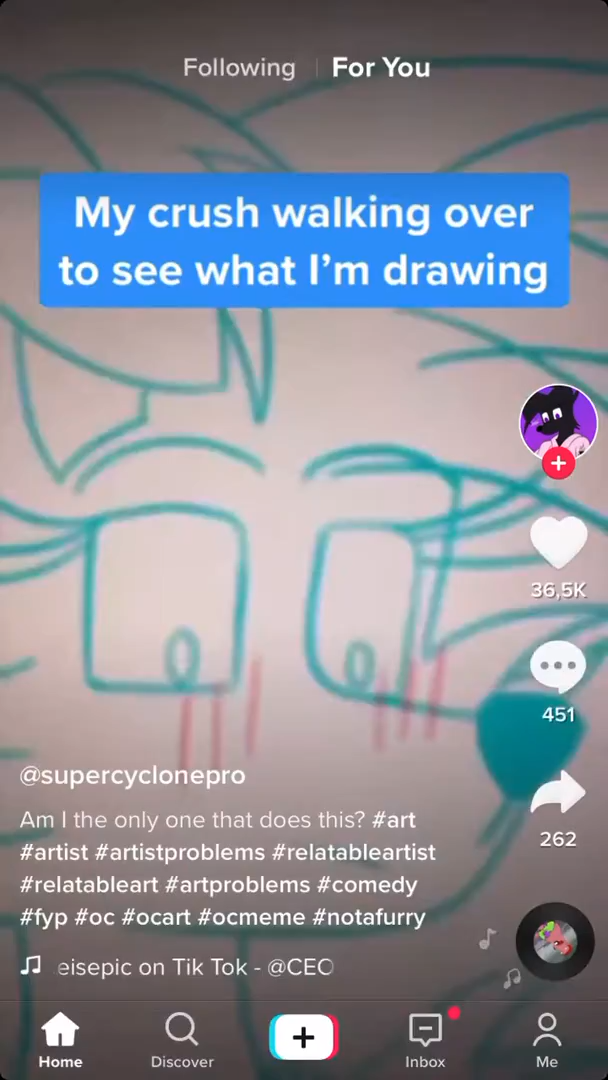 Following | For You
My crush walking over
to see what I'm drawing
36,5K
451
@supercyclonepro
Am I the only one that does this? #art
#artist #artistproblems #relatableartist
#relatableart #artproblems #comedy
#fyp #oc #ocart #ocmeme #notafurry
262
eisepic on Tik Tok - @CEO
Home
Discover
Inbox
Me